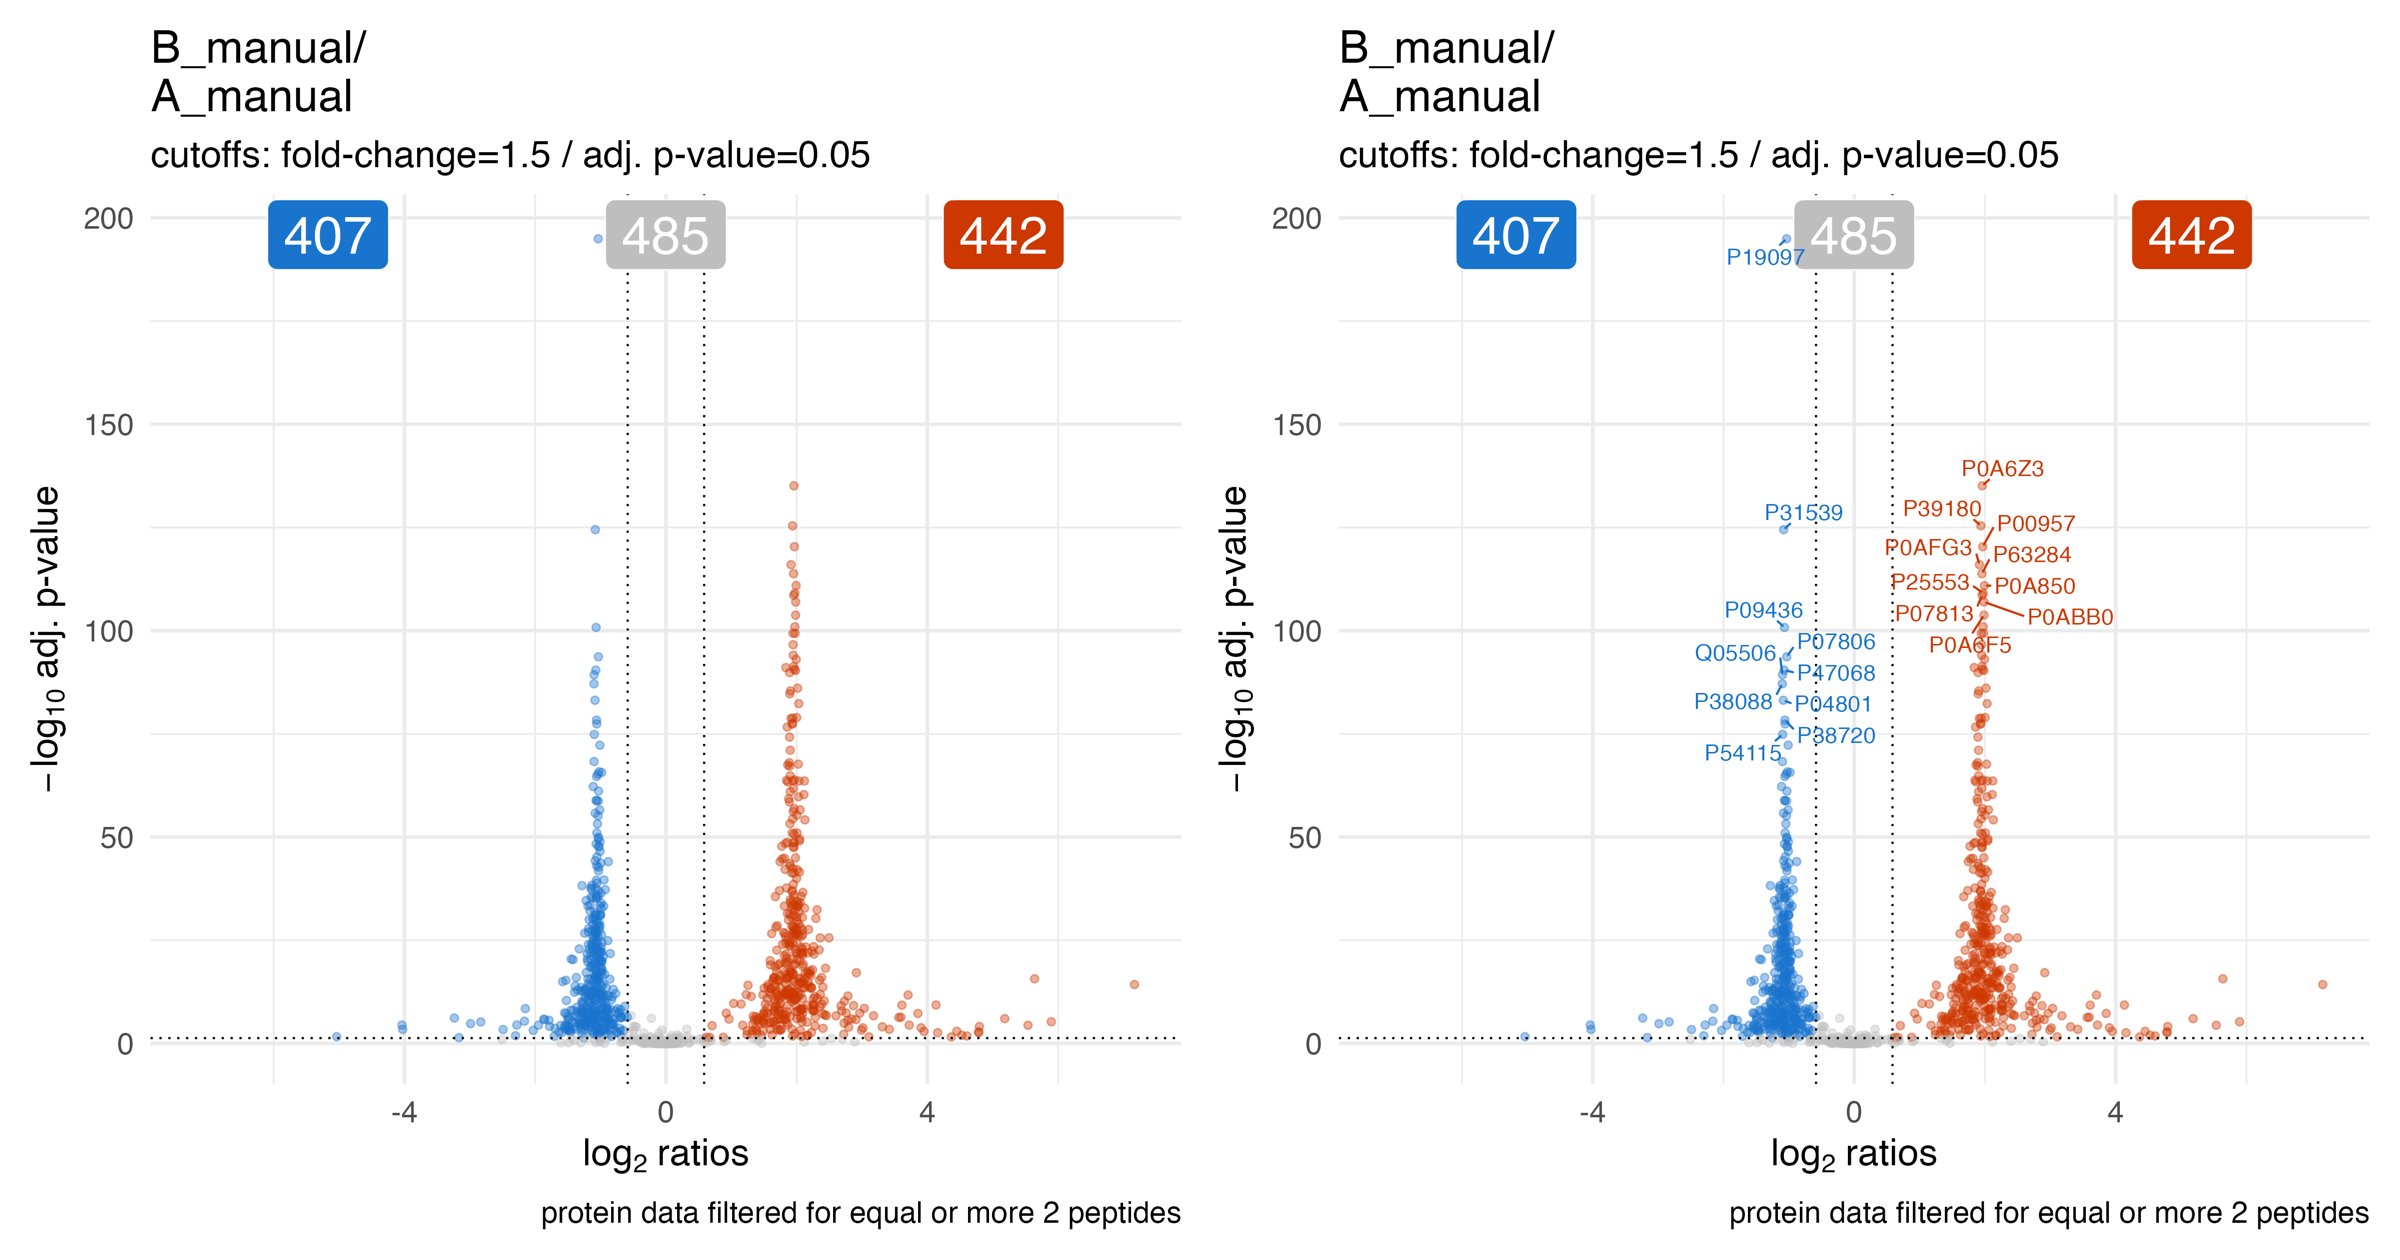 B_manual/
A_manual
cutoffs: fold-change=1.5 / adj. p-value=0.05
407
485
442
200
150
100
50
0
−log10 adj. p-value
-4
0
4
log2 ratios
protein data filtered for equal or more 2 peptides
B_manual/
A_manual
cutoffs: fold-change=1.5 / adj. p-value=0.05
407
485
442
P19097
200
150
100
50
0
−log10 adj. p-value
P0A6Z3
P31539
P39180
P00957
P0AFG3
P63284
P25553
P0A850
P09436
P07813
P0ABB0
P07806
P0A6F5
Q05506
P47068
P38088
P04801
P38720
P54115
-4
0
4
log2 ratios
protein data filtered for equal or more 2 peptides